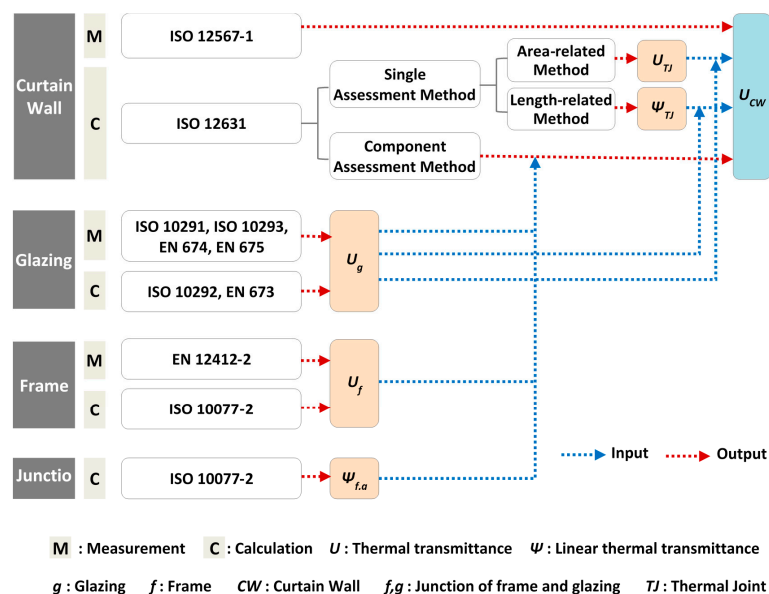 Curtain
Wall
M
ISO 12567-1
C
ISO 12631
Single
Assessment Method
Component
Assessment Method
Area-related
Method
Length-related
Method
U_TJ
Ψ_TJ
U_CW
Glazing
M
ISO 10291, ISO 10293,
EN 674, EN 675
C
ISO 10292, EN 673
U_g
Frame
M
EN 12412-2
C
ISO 10077-2
U_f
Junctio
C
ISO 10077-2
Ψ_f.a
Input
Output
M : Measurement C : Calculation U : Thermal transmittance Ψ : Linear thermal transmittance
g : Glazing f : Frame CW : Curtain Wall f,g : Junction of frame and glazing TJ : Thermal Joint